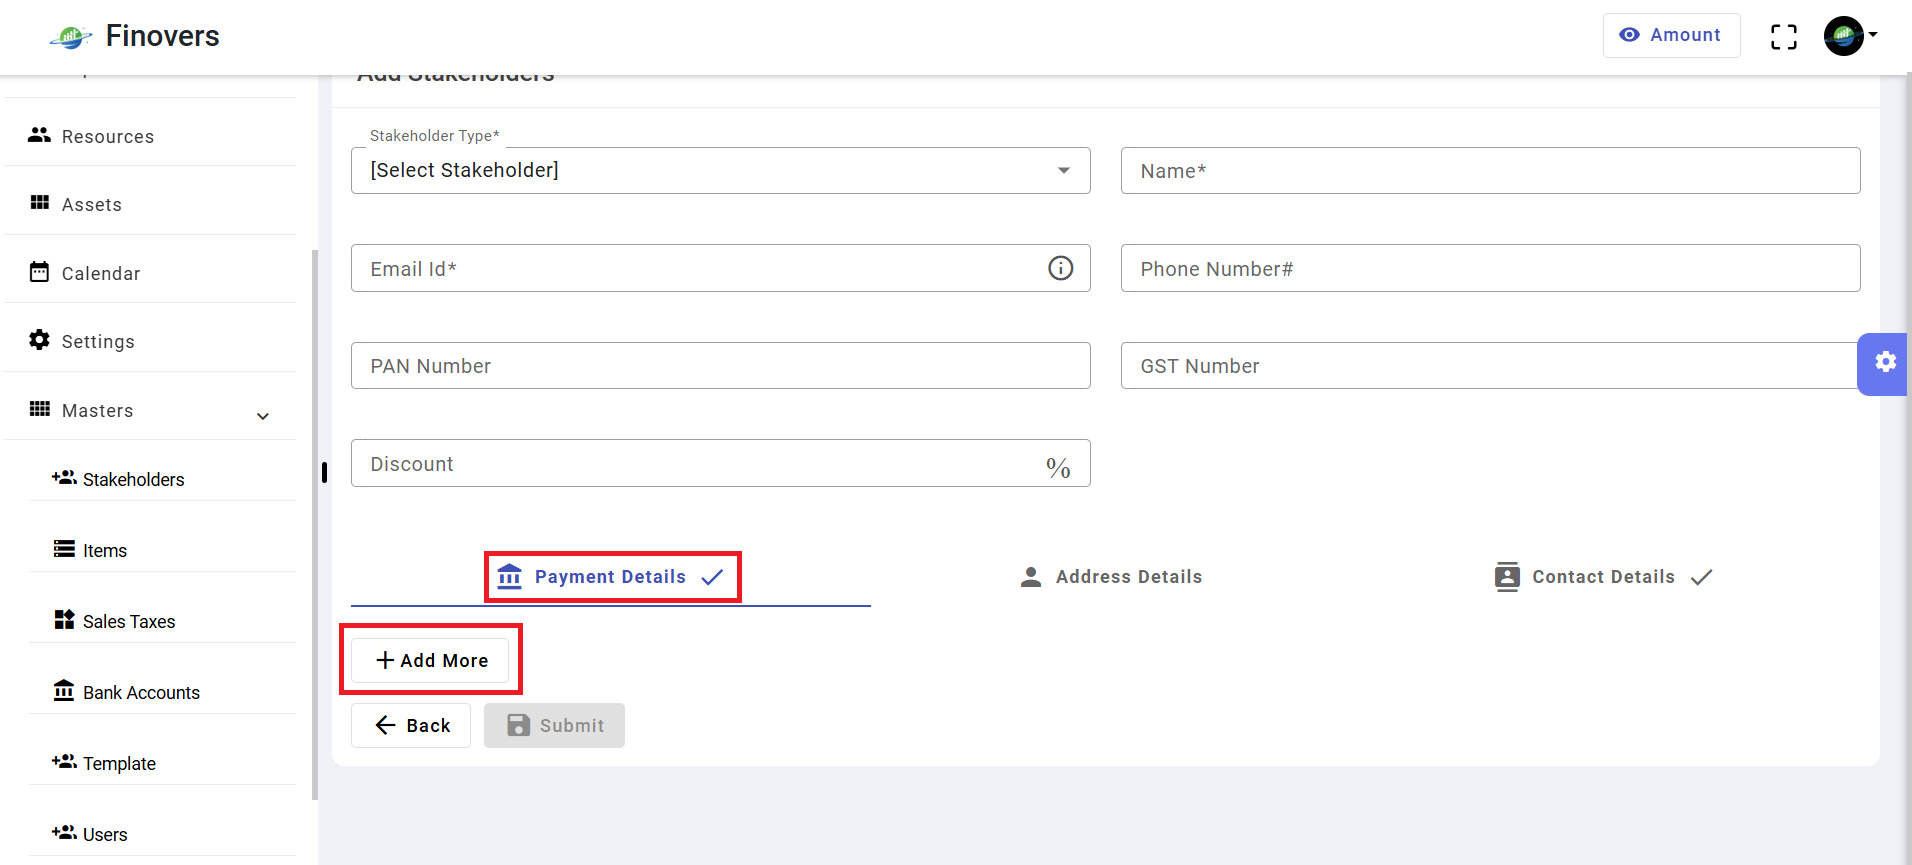 Finovers
Amount
Add Stakeholders
Resources
Assets
Calendar
Settings
Masters
Stakeholders
Items
Sales Taxes
Bank Accounts
Template
Users
Stakeholder Type*
[Select Stakeholder]
Name*
Email Id*
Phone Number#
PAN Number
GST Number
Discount
%
Payment Details
Address Details
Contact Details
+ Add More
Back
Submit